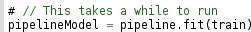 # // This takes a while to run
pipelineModel = pipeline.fit(train)